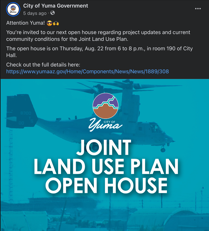 City of Yuma Government
5 days ago
Attention Yuma!
You're invited to our next open house regarding project updates and
current conditions for the Joint Land Use Plan.
The open house is on Thursday, Aug. 22 from 6 to 8 p.m., in room 190 of City
Hall.
Check out the full details here:
https://www.yumaaz.gov/Home/Components/News/News/1889/308
CITY OF
Yuma
JOINT
LAND USE PLAN
OPEN HOUSE